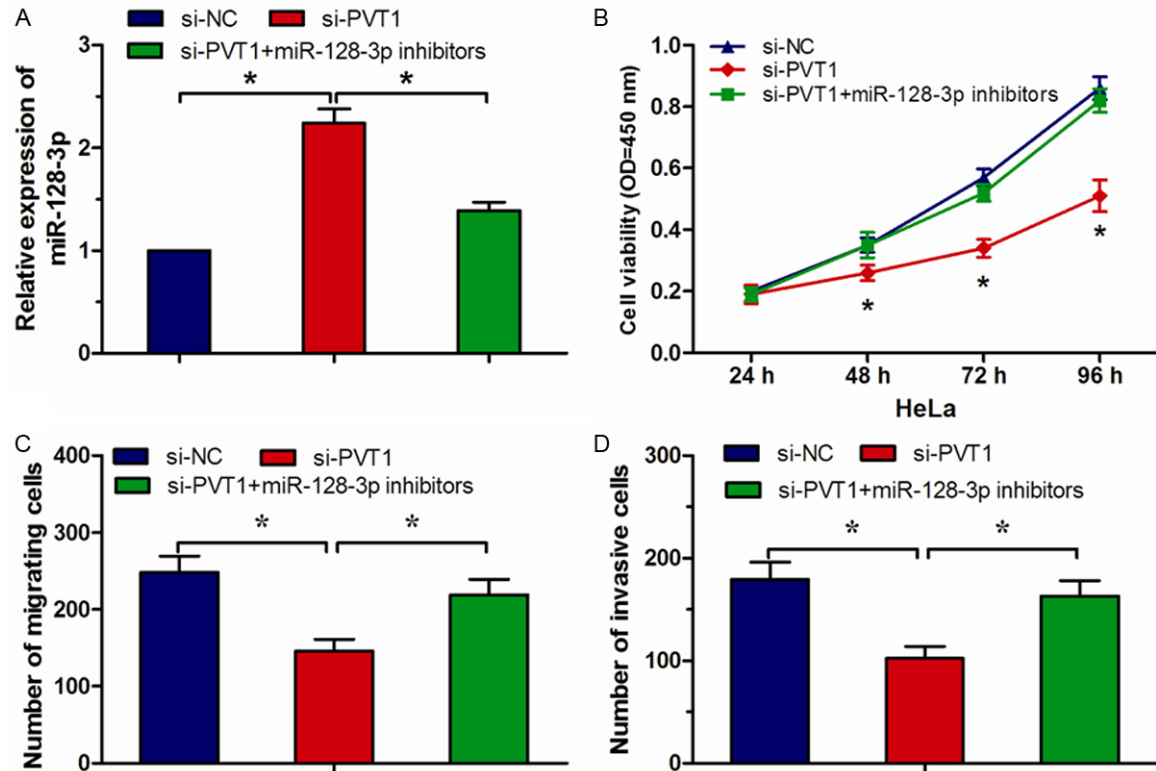 A
si-NC
si-PVT1
si-PVT1+miR-128-3p inhibitors
Relative expression of
miR-128-3p
3
2
1
0
*
*
B
si-NC
si-PVT1
si-PVT1+miR-128-3p inhibitors
Cell viability (OD=450 nm)
1.0
0.8
0.6
0.4
0.2
0.0
*
*
*
24 h
48 h
72 h
96 h
HeLa
C
si-NC
si-PVT1
si-PVT1+miR-128-3p inhibitors
Number of migrating cells
400
300
200
100
0
*
*
D
si-NC
si-PVT1
si-PVT1+miR-128-3p inhibitors
Number of invasive cells
300
200
100
0
*
*